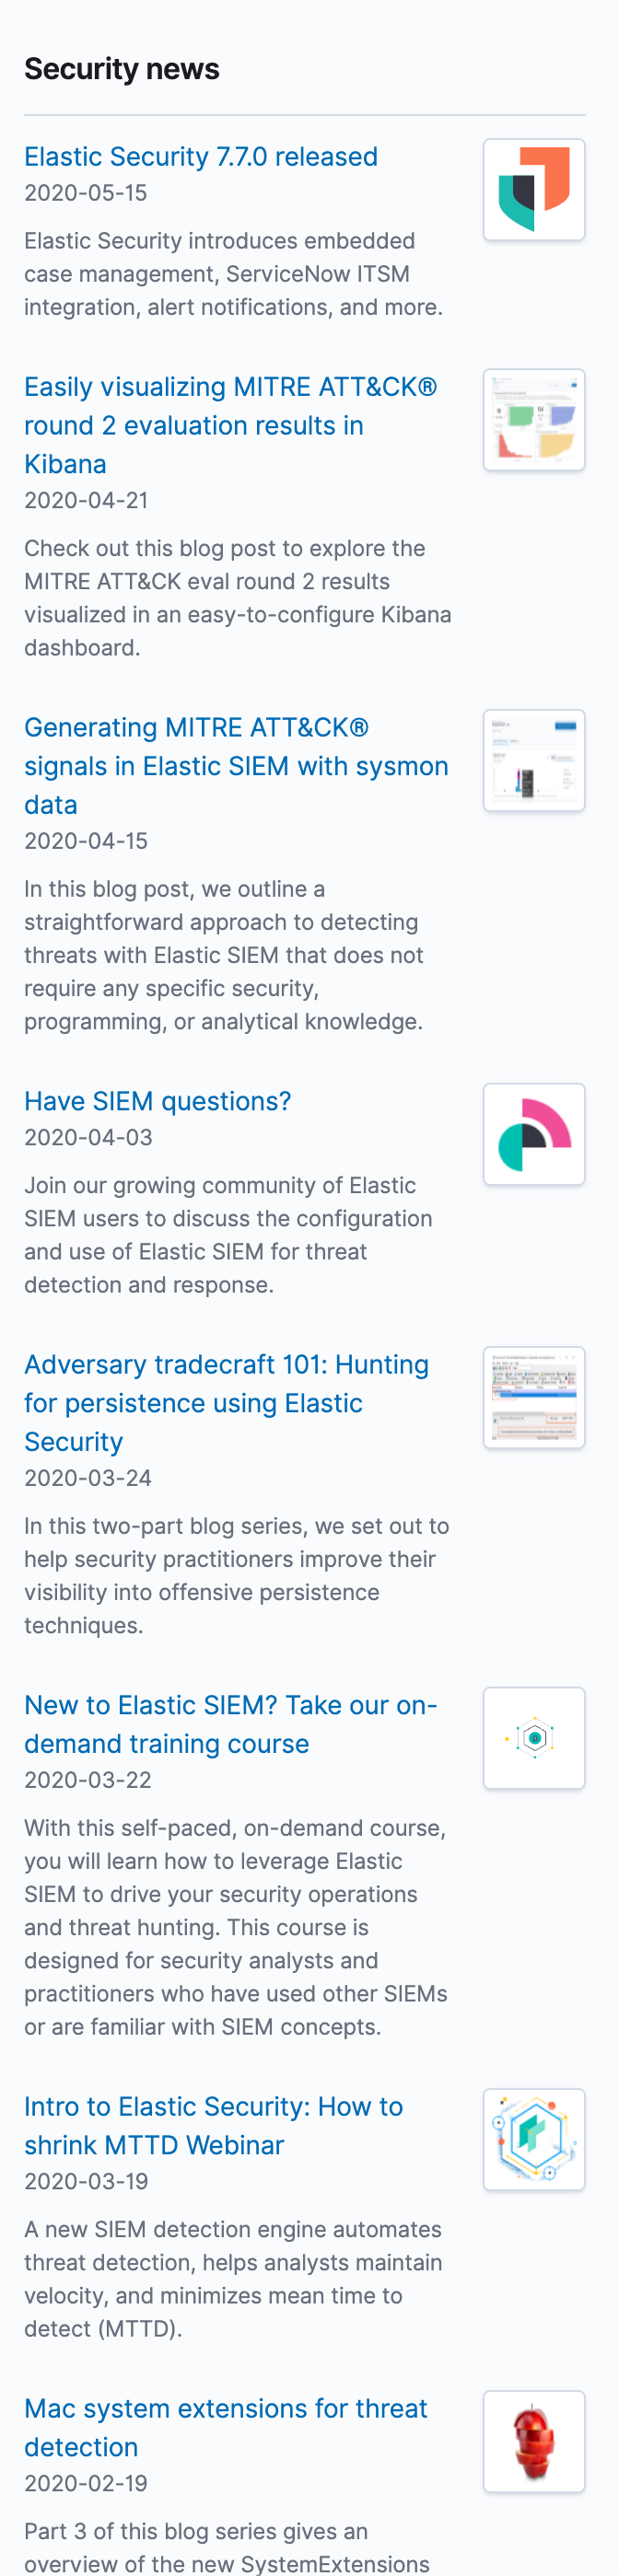 Security news
Elastic Security 7.7.0 released
2020-05-15
Elastic Security introduces embedded
case management, ServiceNow ITSM
integration, alert notifications, and more.
Easily visualizing MITRE ATT&CK®
round 2 evaluation results in
Kibana
2020-04-21
Check out this blog post to explore the
MITRE ATT&CK eval round 2 results
visualized in an easy-to-configure Kibana
dashboard.
Generating MITRE ATT&CK®
signals in Elastic SIEM with sysmon
data
2020-04-15
In this blog post, we outline a
straightforward approach to detecting
threats with Elastic SIEM that does not
require any specific security,
programming, or analytical knowledge.
Have SIEM questions?
2020-04-03
Join our growing community of Elastic
SIEM users to discuss the configuration
and use of Elastic SIEM for threat
detection and response.
Adversary tradecraft 101: Hunting
for persistence using Elastic
Security
2020-03-24
In this two-part blog series, we set out to
help security practitioners improve their
visibility into offensive persistence
techniques.
New to Elastic SIEM? Take our on-
demand training course
2020-03-22
With this self-paced, on-demand course,
you will learn how to leverage Elastic
SIEM to drive your security operations
and threat hunting. This course is
designed for security analysts and
practitioners who have used other SIEMs
or are familiar with SIEM concepts.
Intro to Elastic Security: How to
shrink MTTD Webinar
2020-03-19
A new SIEM detection engine automates
threat detection, helps analysts maintain
velocity, and minimizes mean time to
detect (MTTD).
Mac system extensions for threat
detection
2020-02-19
Part 3 of this blog series gives an
overview of the new SystemExtensions